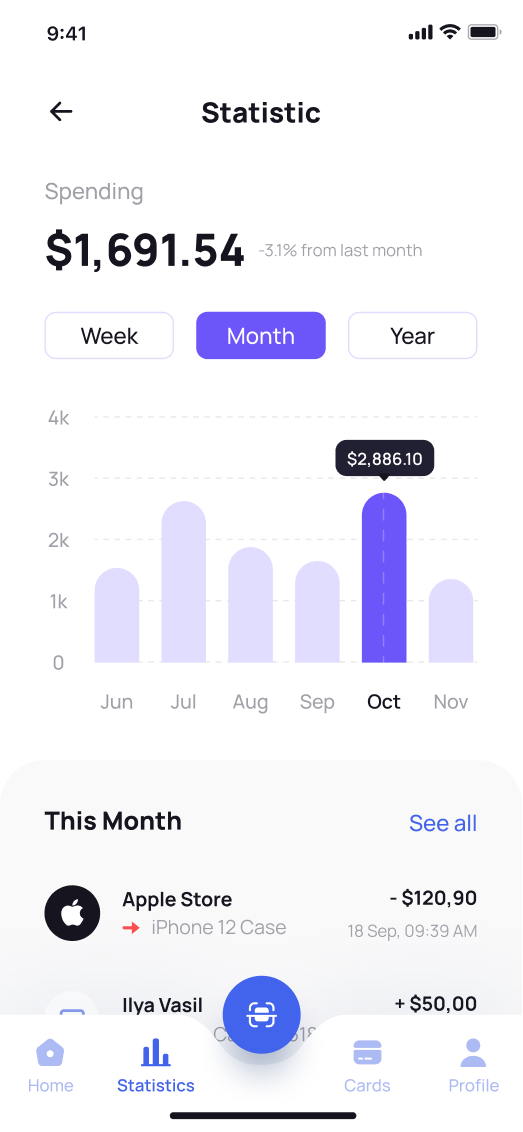 9:41
Statistic
Spending
$1,691.54 -3.1% from last month
Week Month Year
4k
$2,886.10
3k
2k
1k
0
Jun Jul Aug Sep Oct Nov
This Month See all
Apple Store - $120,90
iPhone 12 Case 18 Sep, 09:39 AM
Ilya Vasil + $50,00
Home Statistics Cards Profile